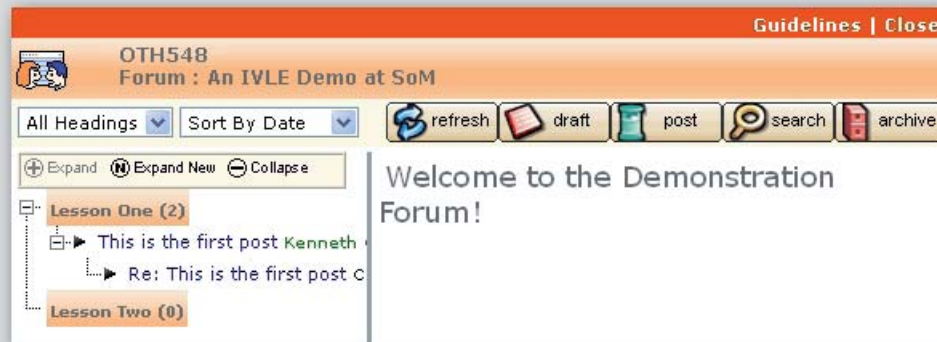 Guidelines | Close
OTH548
Forum : An IVLE Demo at SoM
All Headings Sort By Date refresh draft post search archive
Expand N Expand New Collapse
Welcome to the Demonstration
Forum!
Lesson One (2)
This is the first post Kenneth
Re: This is the first post
Lesson Two (0)